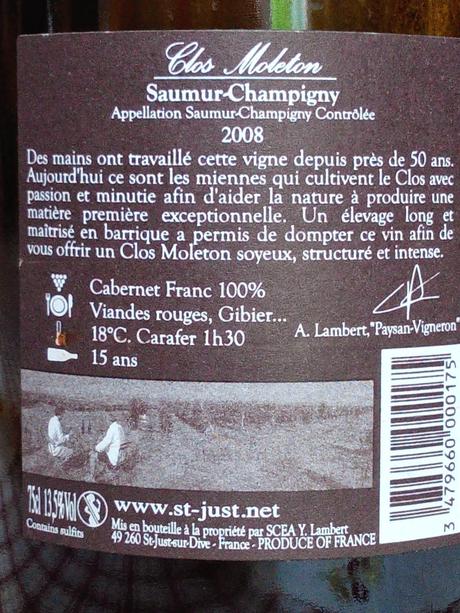 Clos Moleton
Saumur-Champigny
Appellation Saumur-Champigny Contrôlée
2008
Des mains ont travaillé cette vigne depuis près de 50 ans.
Aujourd'hui ce sont les miennes qui cultivent le Clos avec
passion et minutie afin d'aider la nature à produire une
matière première exceptionnelle. Un élevage long et
maîtrisé en barrique a permis de dompter ce vin afin de
vous offrir un Clos Moleton soyeux, structuré et intense.
Cabernet Franc 100%
Viandes rouges, Gibier...
18°C. Carafer 1h30
15 ans
A. Lambert,"Paysan-Vigneron"
75cl 13,5%Vol
Contains sulfits
www.st-just.net
Mis en bouteille à la propriété par SCEA Y. Lambert
49 260 St-Just-sur-Dive - France - PRODUCE OF FRANCE
3 479660 000175